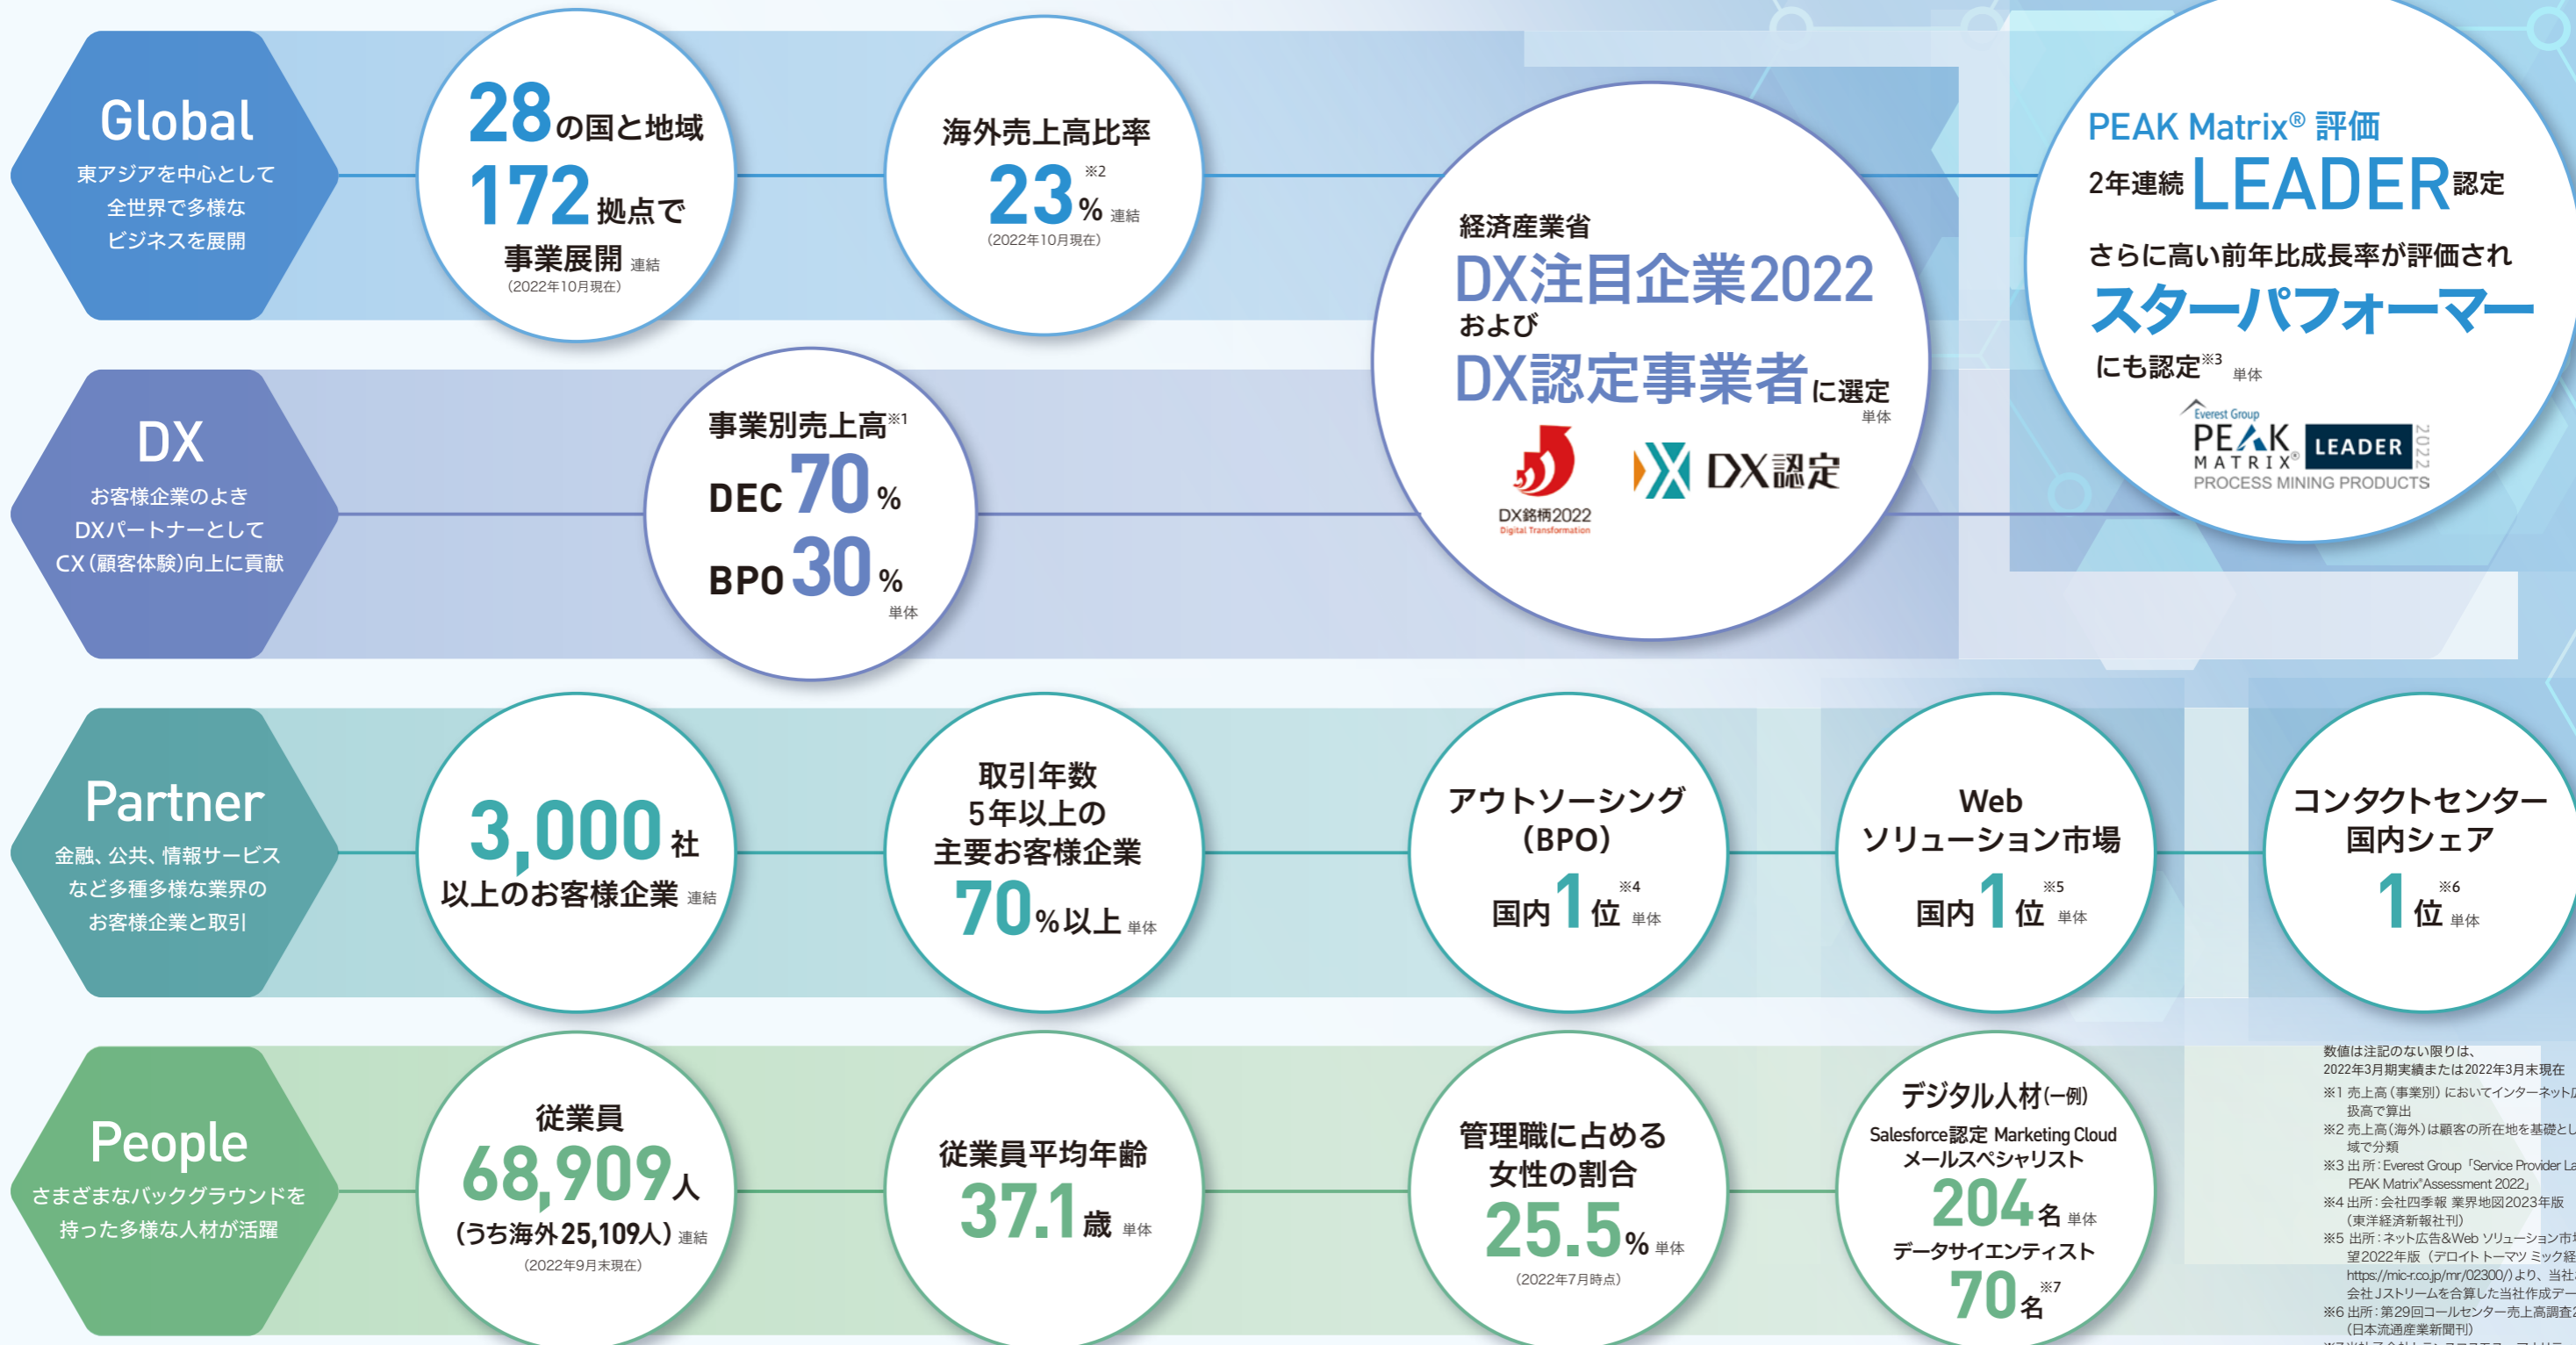 Global
東アジアを中心として
全世界で多様な
ビジネスを展開
28の国と地域
172拠点で
事業展開 連結
(2022年10月現在)
海外売上高比率
23% ※2 連結
(2022年10月現在)
経済産業省
DX注目企業2022
および
DX認定事業者に選定
単体
DX銘柄2022
Digital Transformation
DX認定
PEAK Matrix® 評価
2年連続 LEADER認定
さらに高い前年比成長率が評価され
スターパフォーマー
にも認定※3 単体
Everest Group
PEAK
MATRIX®
LEADER
2022
PROCESS MINING PRODUCTS
DX
お客様企業のよき
DXパートナーとして
CX(顧客体験)向上に貢献
事業別売上高※1
DEC 70%
BPO 30%
単体
Partner
金融、公共、情報サービス
など多種多様な業界の
お客様企業と取引
3,000社
以上のお客様企業 連結
取引年数
5年以上の
主要お客様企業
70%以上 単体
アウトソーシング
(BPO)
国内1位 ※4 単体
Web
ソリューション市場
国内1位 ※5 単体
コンタクトセンター
国内シェア
1位 ※6 単体
People
さまざまなバックグラウンドを
持った多様な人材が活躍
従業員
68,909人
(うち海外25,109人) 連結
(2022年9月末現在)
従業員平均年齢
37.1歳 単体
管理職に占める
女性の割合
25.5% 単体
(2022年7月時点)
デジタル人材(一例)
Salesforce認定 Marketing Cloud
メールスペシャリスト
204名 単体
データサイエンティスト
70名 ※7
数値は注記のない限りは、
2022年3月期実績または2022年3月末現在
※1 売上高(事業別)においてインターネット
扱高で算出
※2 売上高(海外)は顧客の所在地を基礎とし
域で分類
※3 出所:Everest Group「Service Provider La
PEAK Matrix®Assessment 2022」
※4 出所:会社四季報 業界地図2023年版
(東洋経済新報社刊)
※5 出所:ネット広告&Web ソリューション市
望2022年版(デロイト トーマツ ミック経
https://mic-r.co.jp/mr/02300/)より、当社
会社Jストリームを合算した当社作成デー
※6 出所:第29回コールセンター売上高調査
(日本流通産業新聞刊)